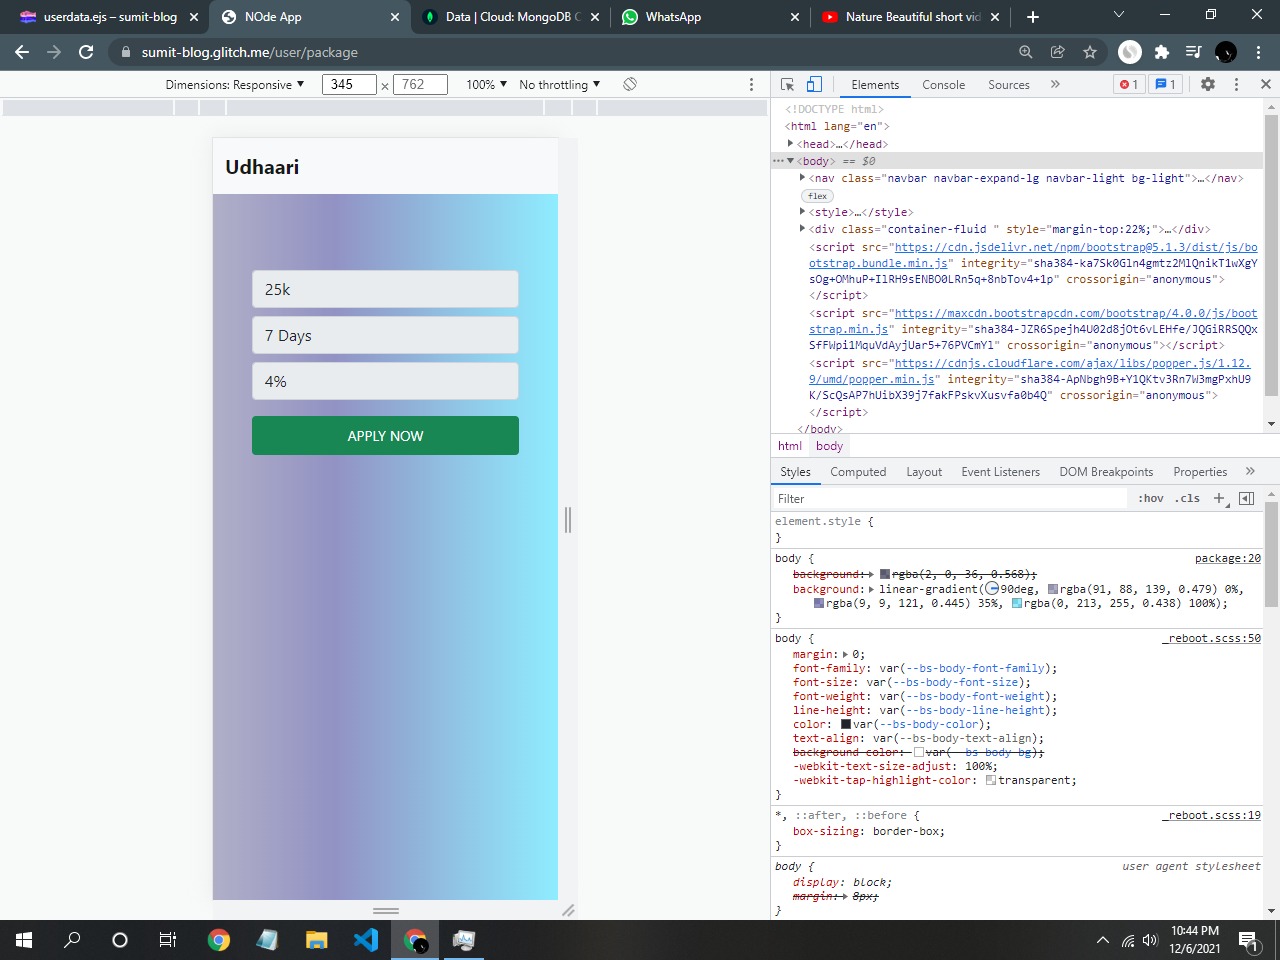 userdata.ejs – sumit-blog
NOde App
Data | Cloud: MongoDB C
WhatsApp
Nature Beautiful short vid
sumit-blog.glitch.me/user/package
Dimensions: Responsive
345
×
762
100%
No throttling
Elements
Console
Sources
1
1
Udhaari
25k
7 Days
4%
APPLY NOW
<!DOCTYPE html>
<html lang="en">
<head>…</head>
<body> == $0
<nav class="navbar navbar-expand-lg navbar-light bg-light">…</nav>
flex
<style>…</style>
<div class="container-fluid " style="margin-top:22%;">…</div>
<script src="https://cdn.jsdelivr.net/npm/bootstrap@5.1.3/dist/js/bo
otstrap.bundle.min.js" integrity="sha384-ka7Sk0Gln4gmtz2MlQnikT1wXgY
sOg+OMhuP+IlRH9sENBO0LRn5q+8nbTov4+1p" crossorigin="anonymous">
</script>
<script src="https://maxcdn.bootstrapcdn.com/bootstrap/4.0.0/js/boot
strap.min.js" integrity="sha384-JZR6Spejh4U02d8jOt6vLEHfe/JQGiRRSQQx
SfFWpi1MquVdAyjUar5+76PVCmYl" crossorigin="anonymous"></script>
<script src="https://cdnjs.cloudflare.com/ajax/libs/popper.js/1.12.
9/umd/popper.min.js" integrity="sha384-ApNbgh9B+Y1QKtv3Rn7W3mgPxhU9
K/ScQsAP7hUibX39j7fakFPskvXusvfa0b4Q" crossorigin="anonymous">
</script>
</body>
html
body
Styles
Computed
Layout
Event Listeners
DOM Breakpoints
Properties
Filter
:hov
.cls
element.style {
}
body {
package:20
background: rgba(2, 0, 36, 0.568);
background: linear-gradient(90deg, rgba(91, 88, 139, 0.479) 0%,
rgba(9, 9, 121, 0.445) 35%, rgba(0, 213, 255, 0.438) 100%);
}
body {
_reboot.scss:50
margin: 0;
font-family: var(--bs-body-font-family);
font-size: var(--bs-body-font-size);
font-weight: var(--bs-body-font-weight);
line-height: var(--bs-body-line-height);
color: var(--bs-body-color);
text-align: var(--bs-body-text-align);
background-color: var(--bs-body-bg);
-webkit-text-size-adjust: 100%;
-webkit-tap-highlight-color: transparent;
}
*, ::after, ::before {
_reboot.scss:19
box-sizing: border-box;
}
body {
user agent stylesheet
display: block;
margin: 8px;
}
10:44 PM
12/6/2021
1